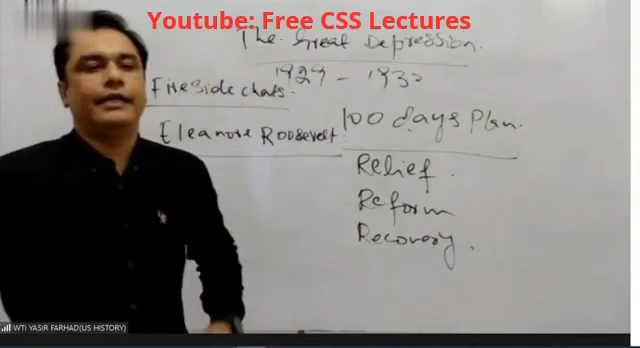 Youtube: Free CSS Lectures
The Great Depression.
1929 – 1932
Fireside chats.
100 days Plan.
Eleanore Roosevelt.
Relief.
Reform
Recovery.
WTI YASIR FARHAD(US HISTORY)